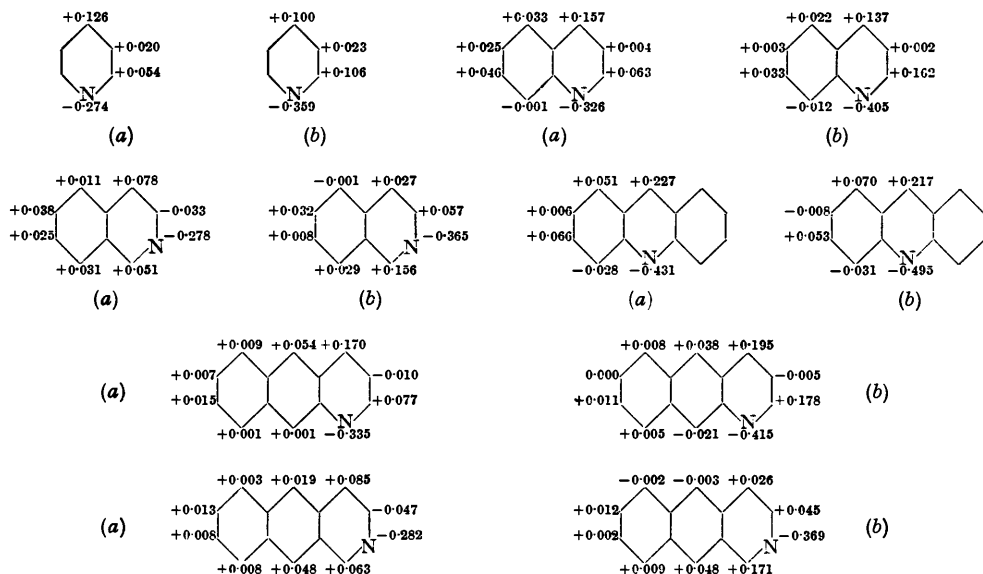 +0·126 +0·100 +0·033 +0·157 +0·022 +0·137
+0·020 +0·023 +0·025 +0·004 +0·003 +0·002
+0·054 +0·106 +0·046 +0·063 +0·033 +0·162
N N N N
−0·274 −0·359 −0·001 −0·326 −0·012 −0·405
(a) (b) (a) (b)
+0·011 +0·078 −0·001 +0·027 +0·051 +0·227 +0·070 +0·217
+0·038 −0·033 +0·032 +0·057 +0·006 −0·008
+0·025 N −0·278 +0·008 N −0·365 +0·066 +0·053
N N
+0·031 +0·051 +0·029 +0·156 −0·028 −0·431 −0·031 −0·495
(a) (b) (a) (b)
+0·009 +0·054 +0·170 +0·008 +0·038 +0·195
(a) +0·007 −0·010 0·00 −0·005 (b)
+0·015 +0·077 +0·011 +0·178
N N
+0·001 +0·001 −0·335 +0·005 −0·021 −0·415
+0·003 +0·019 +0·085 −0·002 −0·003 +0·026
(a) +0·013 −0·047 +0·012 +0·045 (b)
+0·008 N −0·282 +0·002 N −0·369
+0·008 +0·048 +0·063 +0·009 +0·048 +0·171